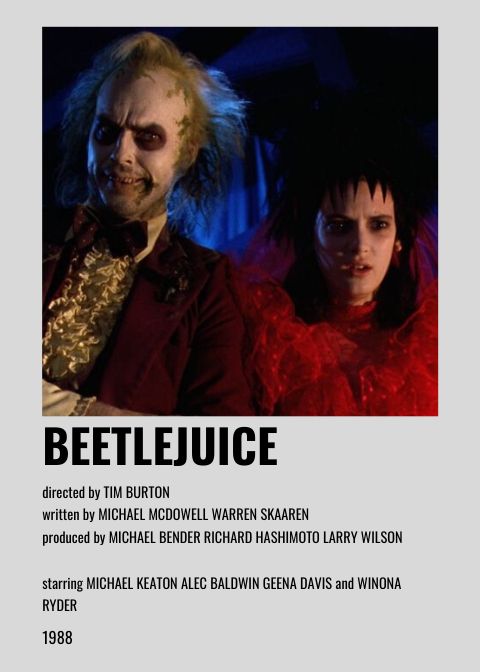 BEETLEJUICE
directed by TIM BURTON
written by MICHAEL MCDOWELL WARREN SKAAREN
produced by MICHAEL BENDER RICHARD HASHIMOTO LARRY WILSON
starring MICHAEL KEATON ALEC BALDWIN GEENA DAVIS and WINONA
RYDER
1988